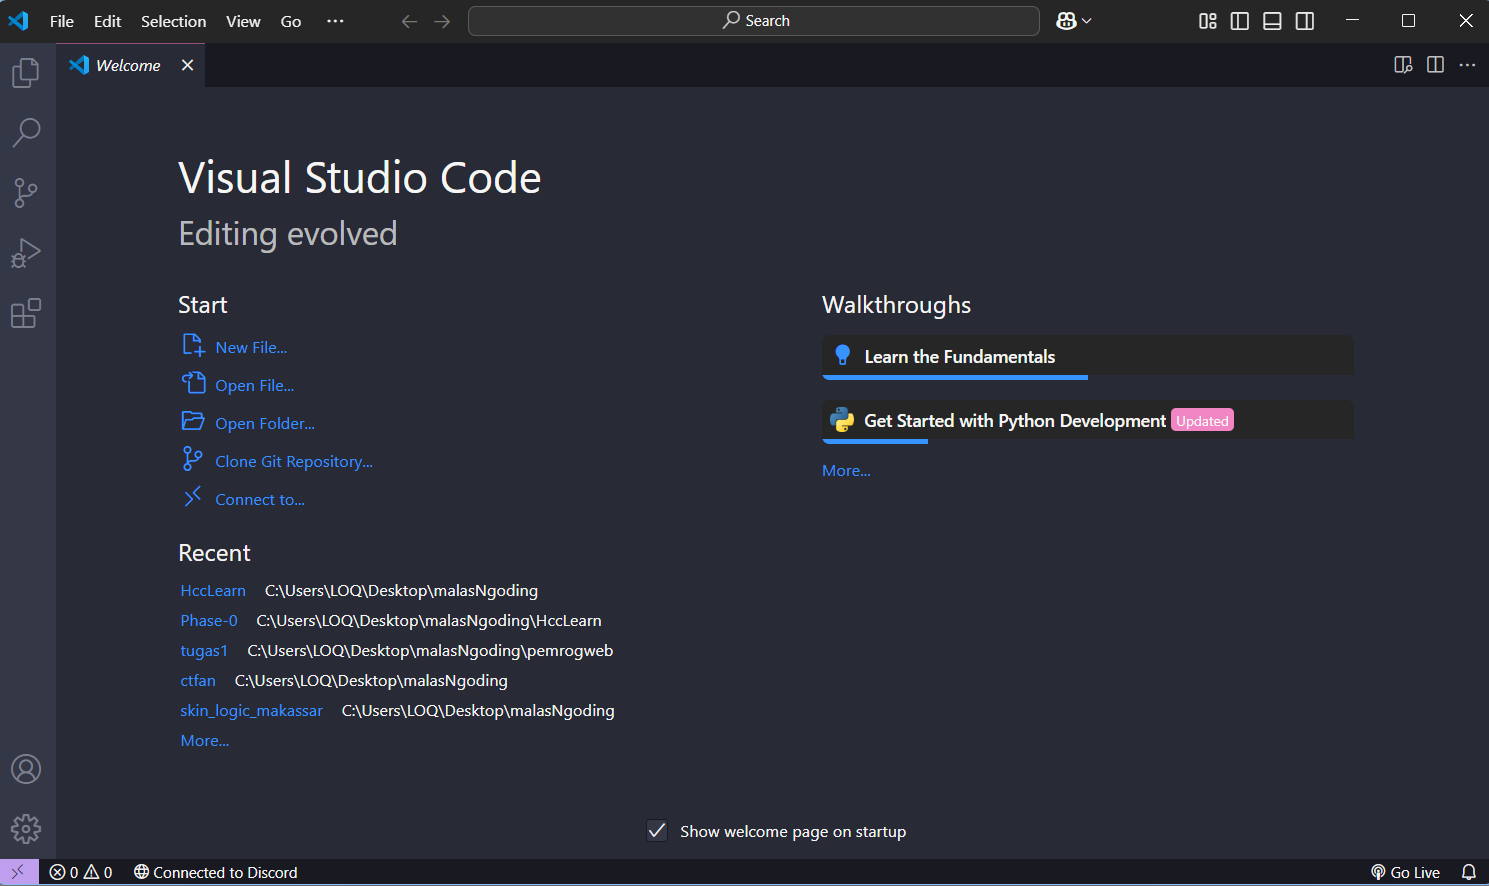 File Edit Selection View Go ··· Search
Welcome
Visual Studio Code
Editing evolved
Start
New File...
Open File...
Open Folder...
Clone Git Repository...
Connect to...
Recent
HccLearn C:\Users\LOQ\Desktop\malasNgoding
Phase-0 C:\Users\LOQ\Desktop\malasNgoding\HccLearn
tugas1 C:\Users\LOQ\Desktop\malasNgoding\pemrogweb
ctfan C:\Users\LOQ\Desktop\malasNgoding
skin_logic_makassar C:\Users\LOQ\Desktop\malasNgoding
More...
Walkthroughs
Learn the Fundamentals
Get Started with Python Development Updated
More...
Show welcome page on startup
0 0 Connected to Discord Go Live